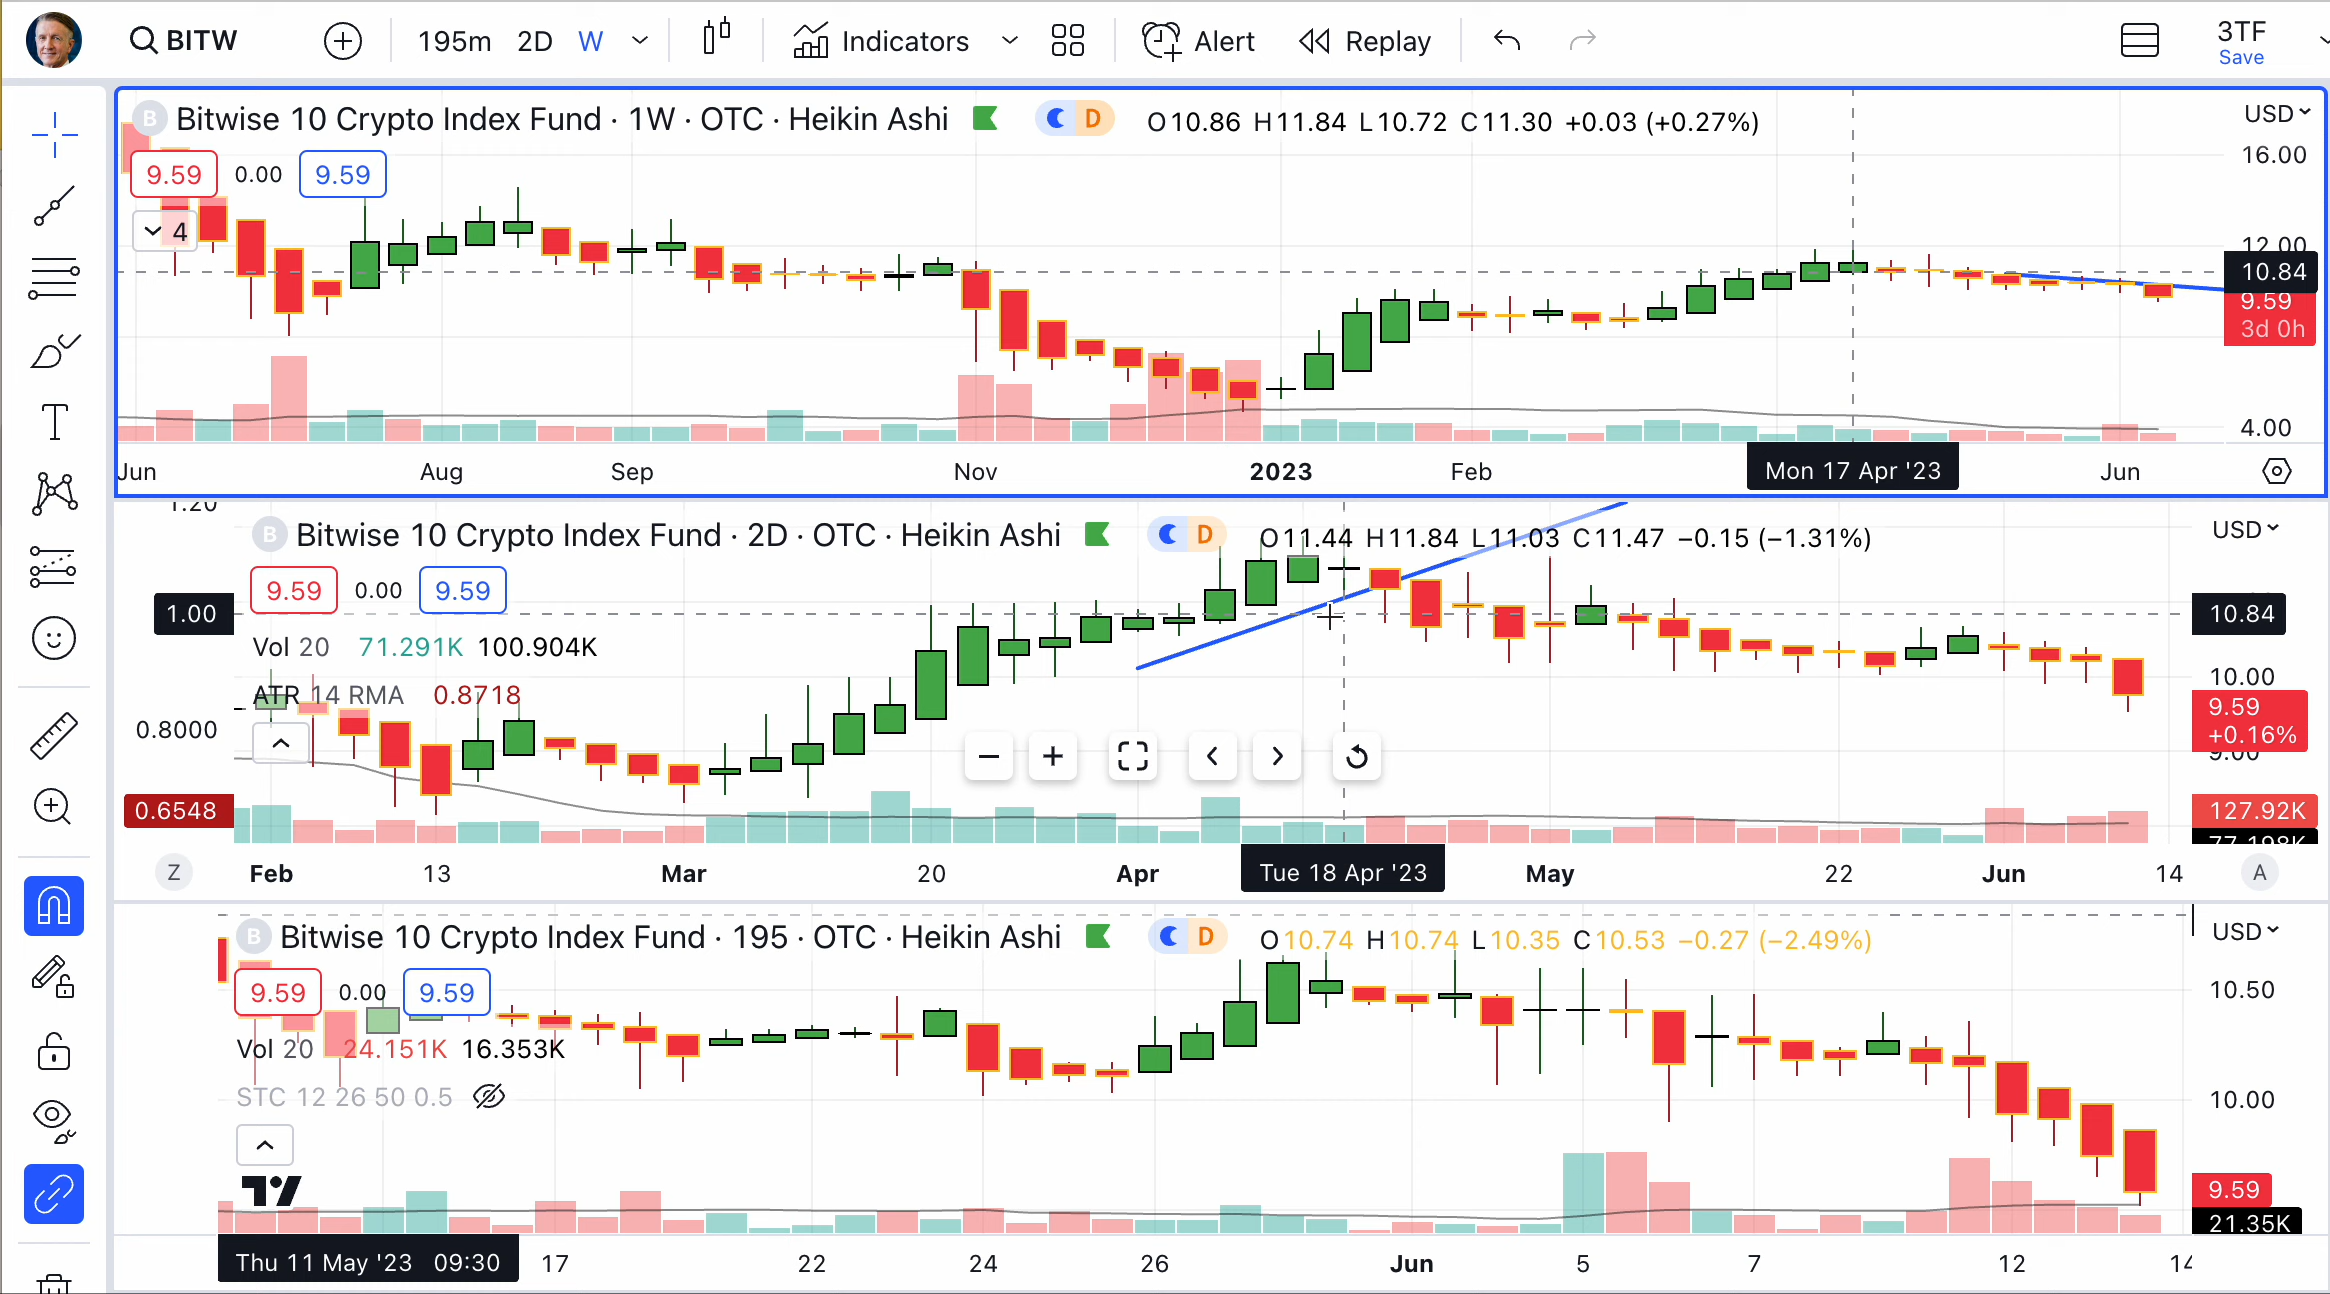 BITW
195m 2D W Indicators Alert Replay 3TF
Save
B Bitwise 10 Crypto Index Fund · 1W · OTC · Heikin Ashi D O10.86 H11.84 L10.72 C11.30 +0.03 (+0.27%) USD
16.00
9.59 0.00 9.59
4
12.00
10.84
9.59
3d 0h
4.00
Jun Aug Sep Nov 2023 Feb Mon 17 Apr '23 Jun
1.20
B Bitwise 10 Crypto Index Fund · 2D · OTC · Heikin Ashi D O11.44 H11.84 L11.03 C11.47 −0.15 (−1.31%) USD
9.59 0.00 9.59
1.00 10.84
Vol 20 71.291K 100.904K
10.00
ATR 14 RMA 0.8718
9.59
0.8000 +0.16%
9.00
0.6548 127.92K
77.198K
Z Feb 13 Mar 20 Apr Tue 18 Apr '23 May 22 Jun 14 A
B Bitwise 10 Crypto Index Fund · 195 · OTC · Heikin Ashi D O10.74 H10.74 L10.35 C10.53 −0.27 (−2.49%) USD
9.59 0.00 9.59 10.50
Vol 20 24.151K 16.353K
STC 12 26 50 0.5 10.00
9.59
21.35K
Thu 11 May '23 09:30 17 22 24 26 Jun 5 7 12 14